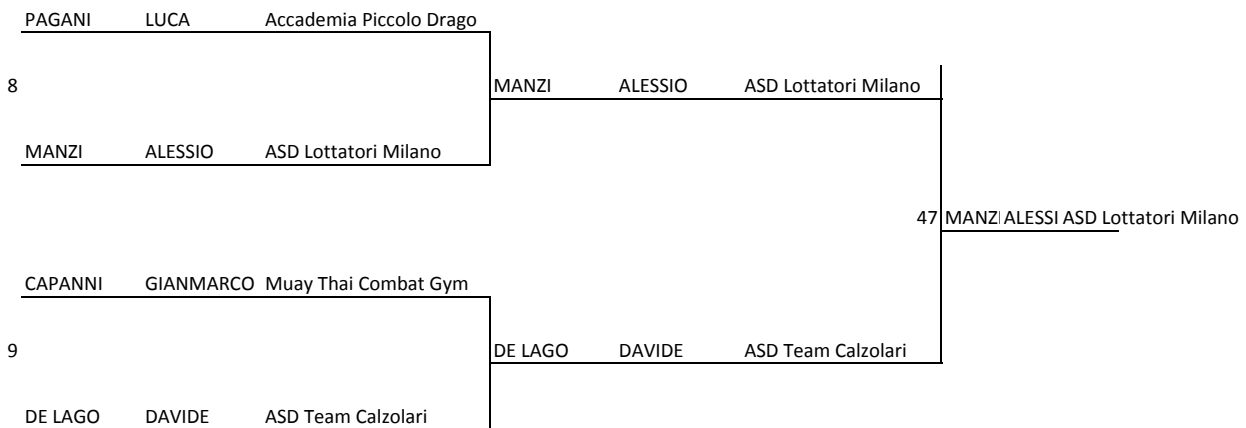 PAGANI LUCA Accademia Piccolo Drago
8 MANZI ALESSIO ASD Lottatori Milano
MANZI ALESSIO ASD Lottatori Milano
47 MANZI ALESSI ASD Lottatori Milano
CAPANNI GIANMARCO Muay Thai Combat Gym
9 DE LAGO DAVIDE ASD Team Calzolari
DE LAGO DAVIDE ASD Team Calzolari